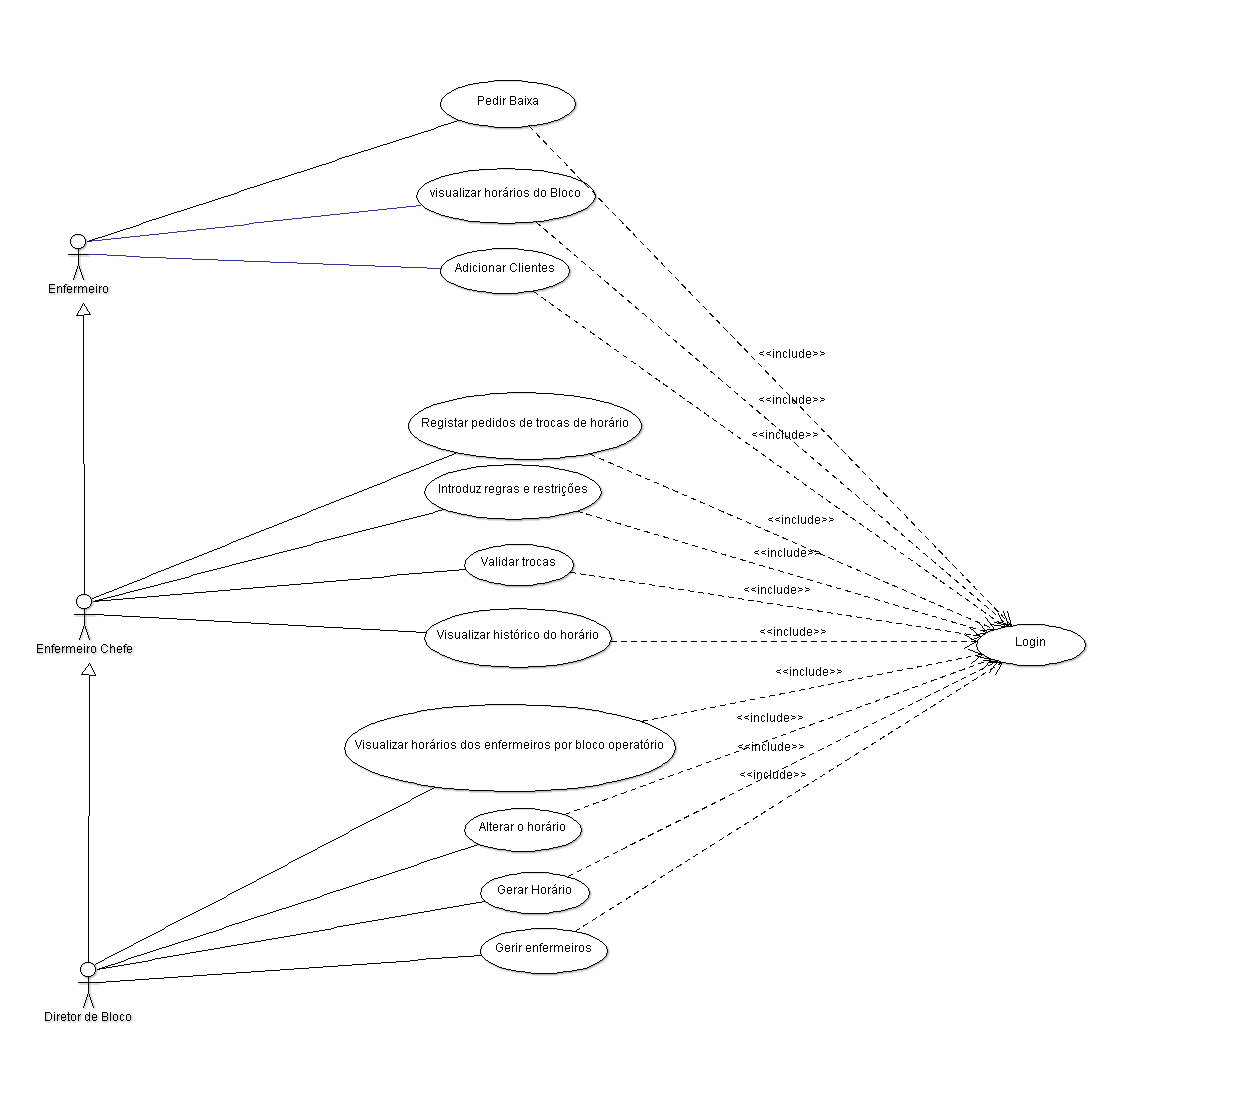 Pedir Baixa
visualizar horários do Bloco
Adicionar Clientes
Enfermeiro
<<include>>
<<include>>
<<include>>
Registar pedidos de trocas de horário
Introduz regras e restrições
<<include>>
<<include>>
Validar trocas
<<include>>
Enfermeiro Chefe
Visualizar histórico do horário
<<include>>
Login
<<include>>
Visualizar horários dos enfermeiros por bloco operatório
<<include>>
<<include>>
<<include>>
Alterar o horário
Gerar Horário
Gerir enfermeiros
Diretor de Bloco